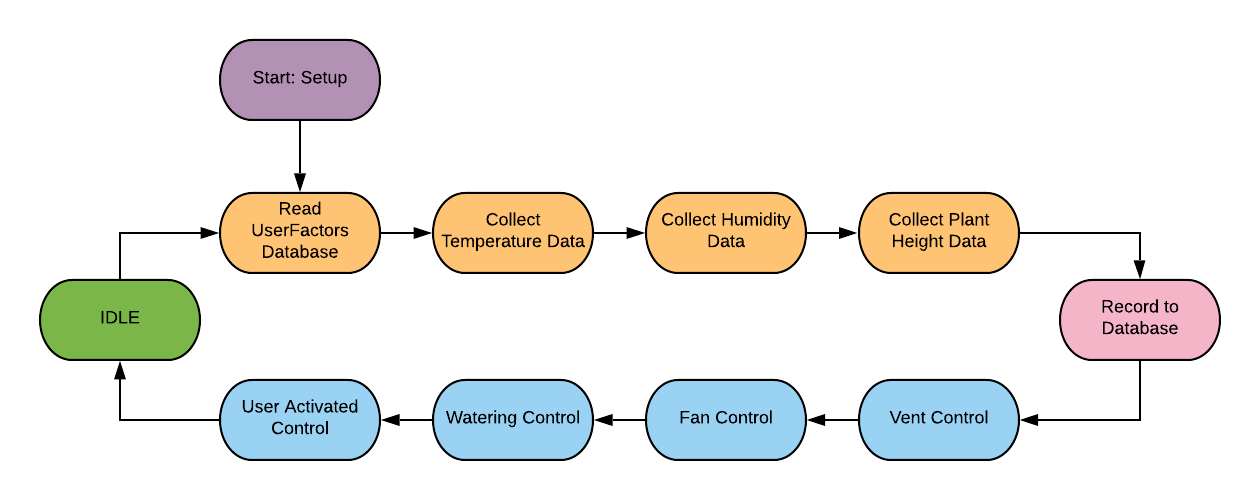 Start: Setup
Read
UserFactors
Database
Collect
Temperature Data
Collect Humidity
Data
Collect Plant
Height Data
IDLE
Record to
Database
User Activated
Control
Watering Control
Fan Control
Vent Control